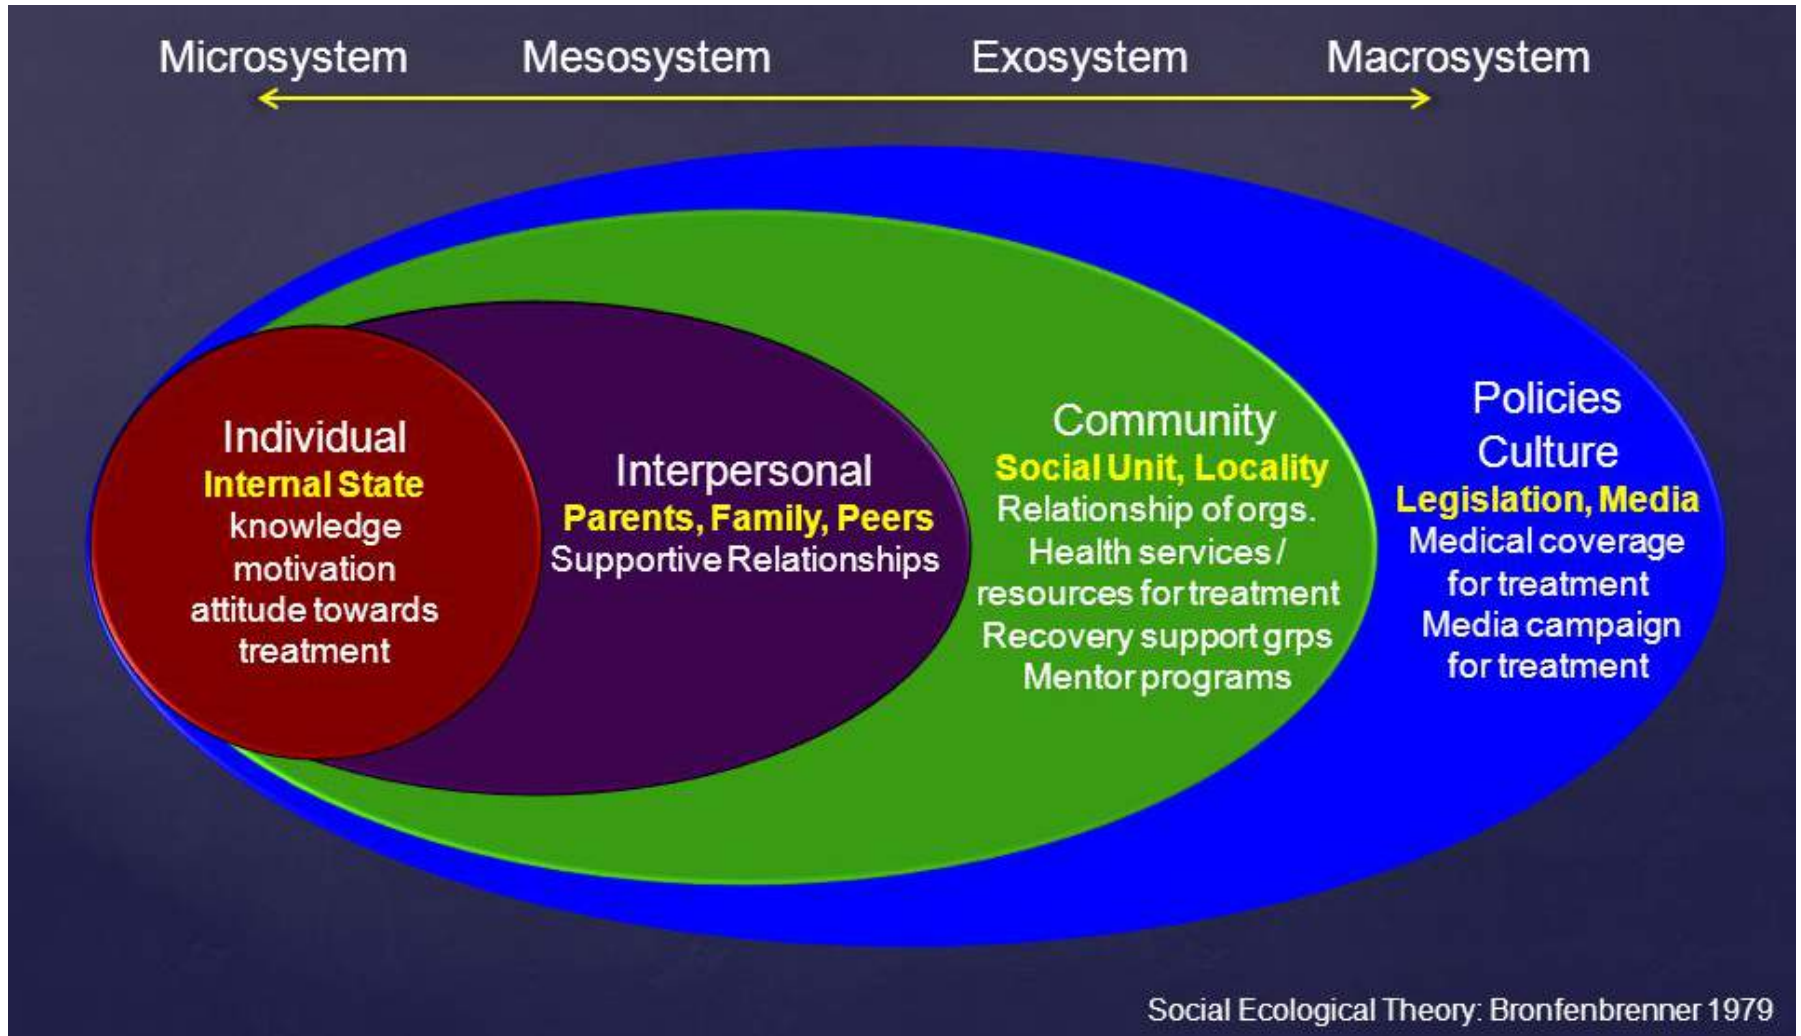 Microsystem Mesosystem Exosystem Macrosystem
Individual
Internal State
knowledge
motivation
attitude towards
treatment
Interpersonal
Parents, Family, Peers
Supportive Relationships
Community
Social Unit, Locality
Relationship of orgs.
Health services /
resources for treatment
Recovery support grps
Mentor programs
Policies
Culture
Legislation, Media
Medical coverage
for treatment
Media campaign
for treatment
Social Ecological Theory: Bronfenbrenner 1979